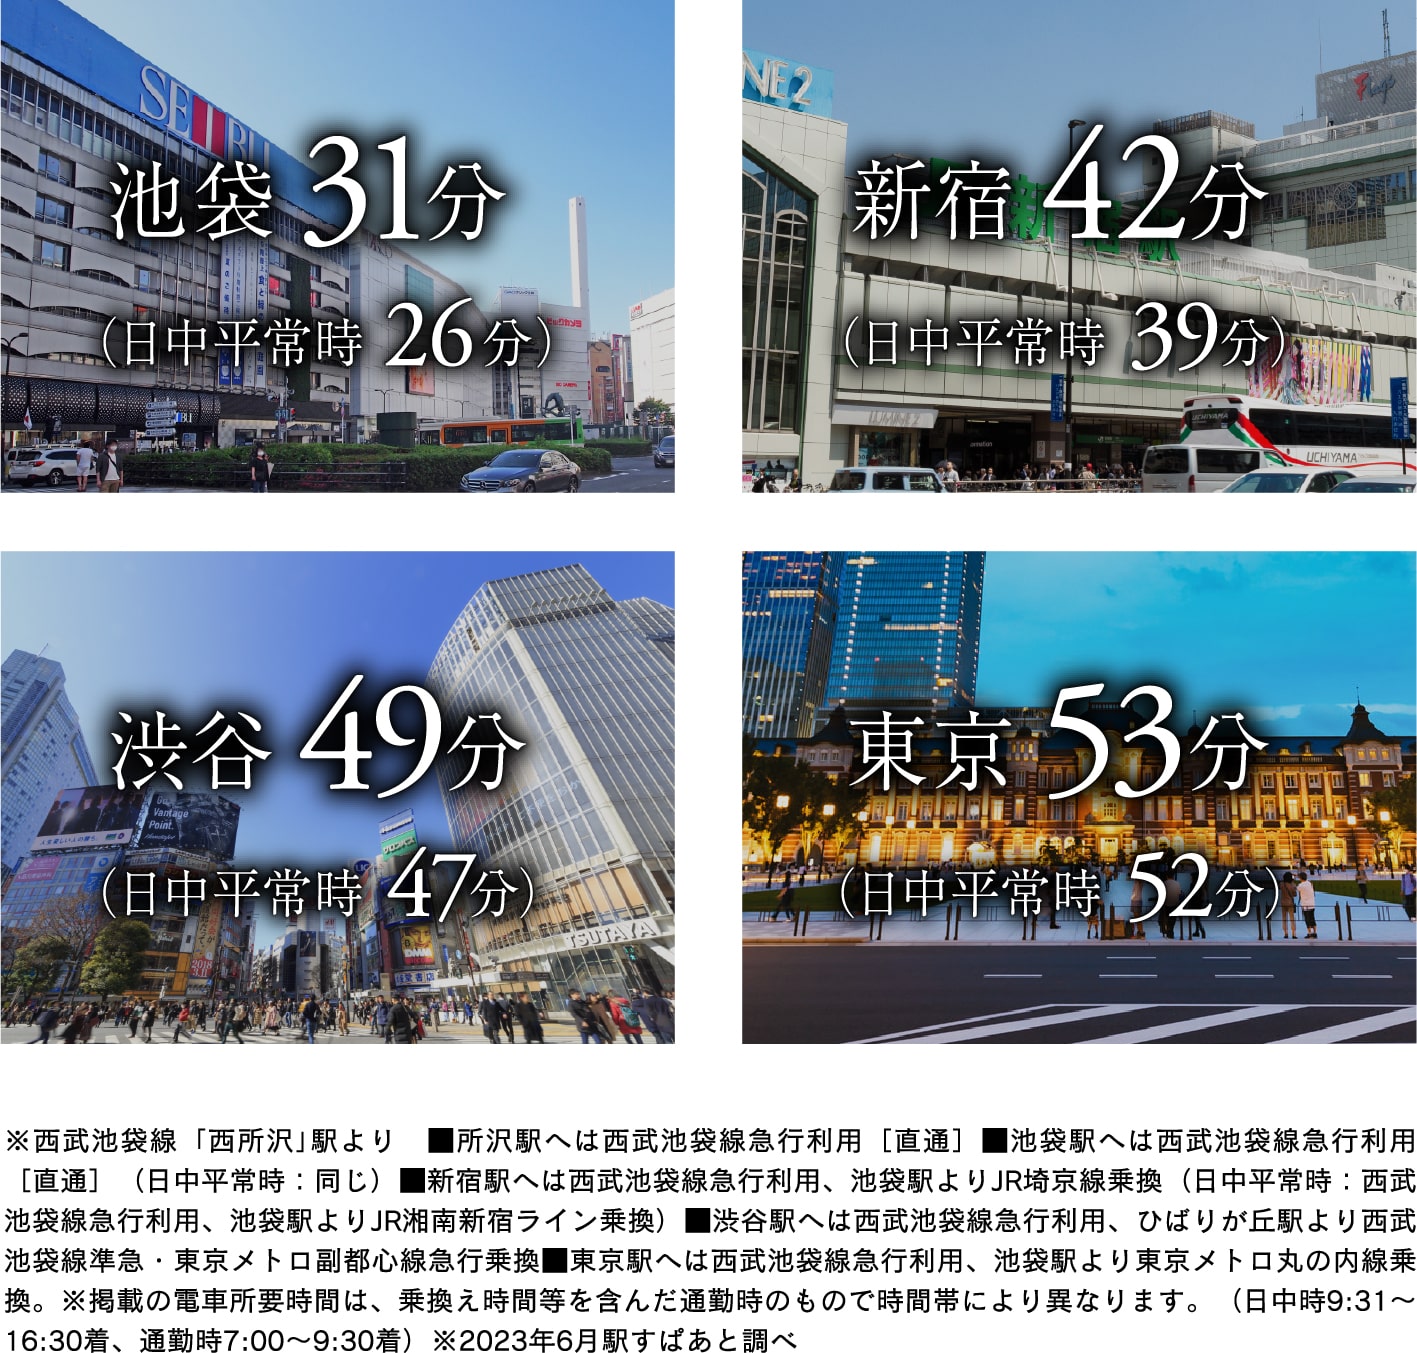 SEIBU
池袋 31分
（日中平常時 26分）
NE 2
Flags
新宿 42分
（日中平常時 39分）
UCHIYAMA
UCHIYAMA
渋谷 49分
Vantage
Point.
（日中平常時 47分）
TSUTAYA
東京 53分
（日中平常時 52分）
※西武池袋線「西所沢」駅より　■所沢駅へは西武池袋線急行利用［直通］■池袋駅へは西武池袋線急行利用
［直通］（日中平常時：同じ）■新宿駅へは西武池袋線急行利用、池袋駅よりJR埼京線乗換（日中平常時：西武
池袋線急行利用、池袋駅よりJR湘南新宿ライン乗換）■渋谷駅へは西武池袋線急行利用、ひばりが丘駅より西武
池袋線準急・東京メトロ副都心線急行乗換■東京駅へは西武池袋線急行利用、池袋駅より東京メトロ丸の内線乗
換。※掲載の電車所要時間は、乗換え時間等を含んだ通勤時のもので時間帯により異なります。（日中時9:31～
16:30着、通勤時7:00～9:30着）※2023年6月駅すぱあと調べ